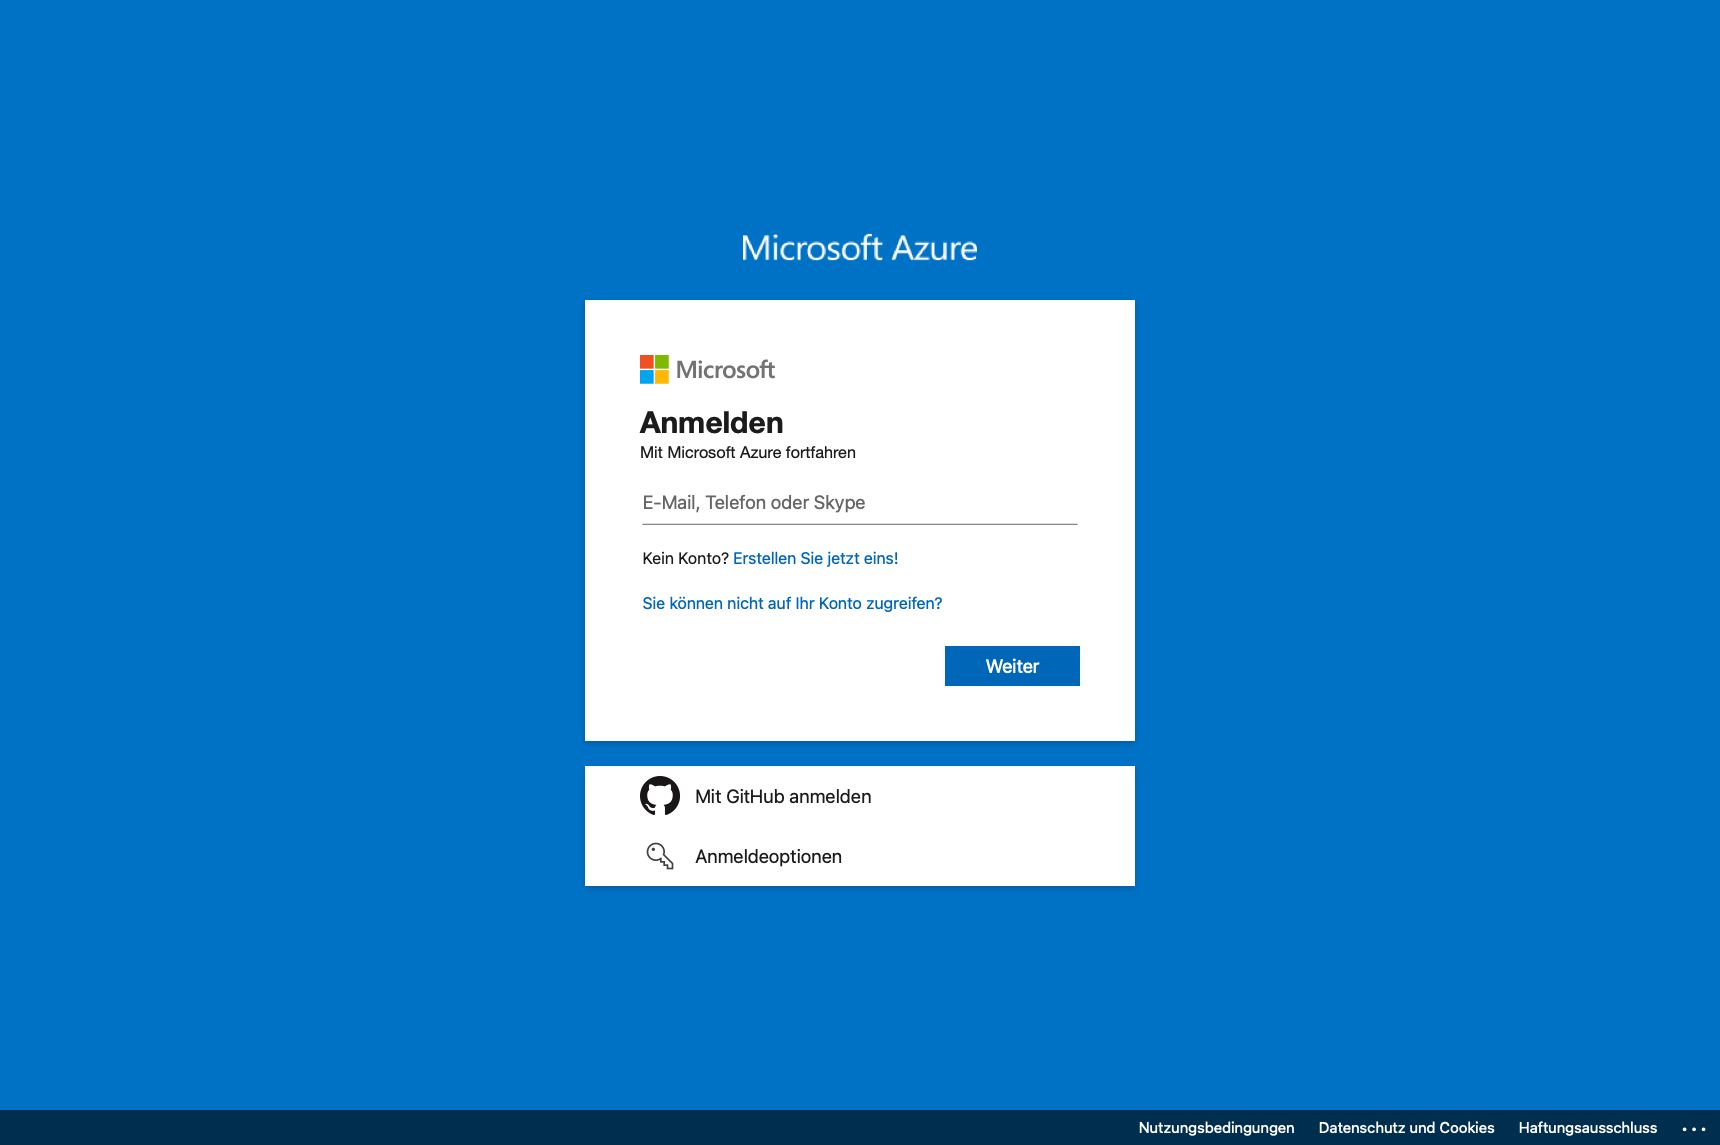 Microsoft Azure
Microsoft
Anmelden
Mit Microsoft Azure fortfahren
E-Mail, Telefon oder Skype
Kein Konto? Erstellen Sie jetzt eins!
Sie können nicht auf Ihr Konto zugreifen?
Weiter
Mit GitHub anmelden
Anmeldeoptionen
Nutzungsbedingungen Datenschutz und Cookies Haftungsausschluss ...